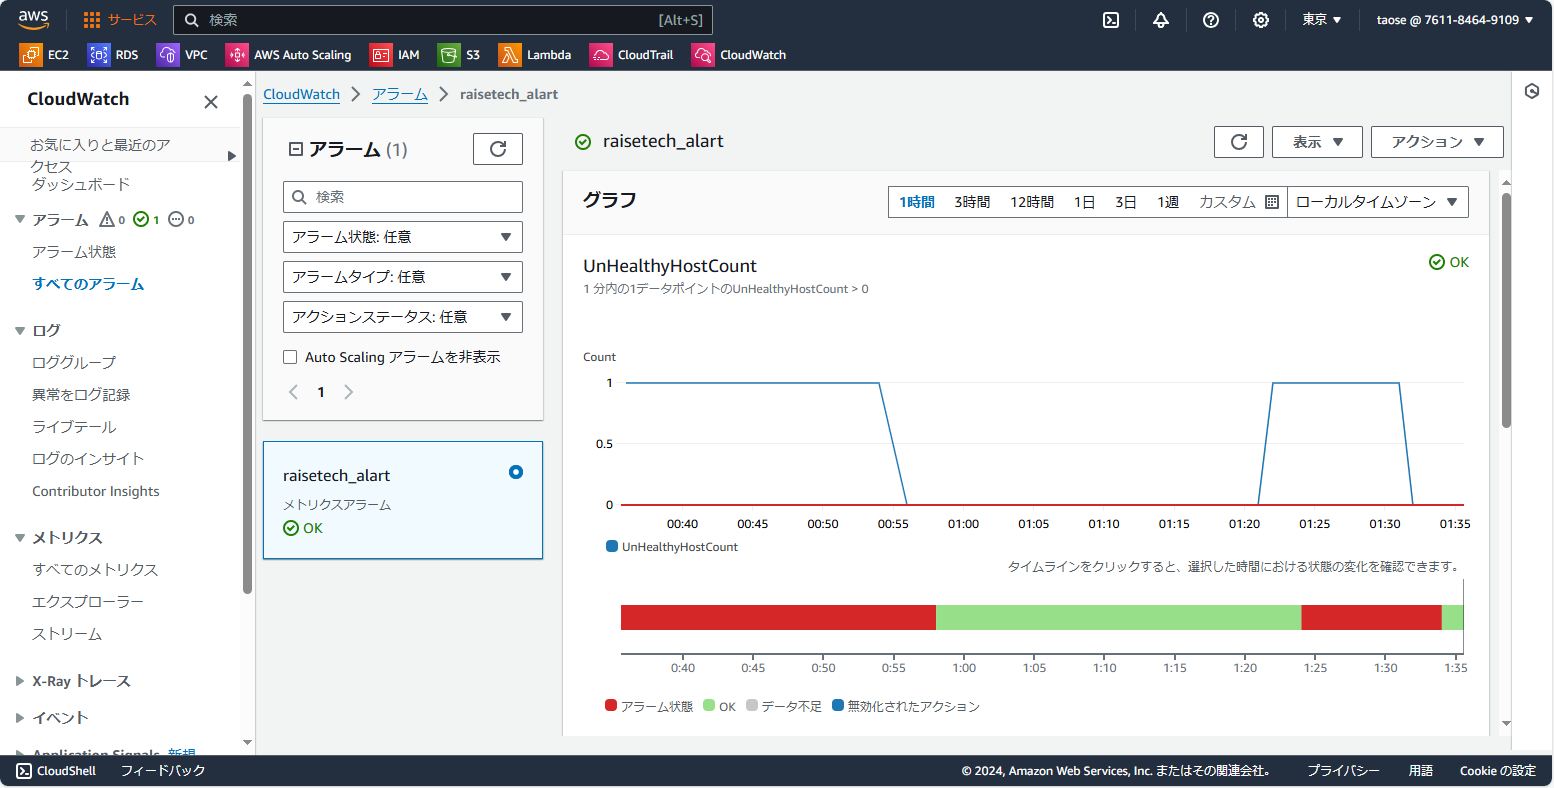 aws
サービス
検索
[Alt+S]
東京
taose @ 7611-8464-9109
EC2
RDS
VPC
AWS Auto Scaling
IAM
S3
Lambda
CloudTrail
CloudWatch
CloudWatch
お気に入りと最近のア
クセス
ダッシュボード
アラーム 0 1 0
アラーム状態
すべてのアラーム
ログ
ロググループ
異常をログ記録
ライブテール
ログのインサイト
Contributor Insights
メトリクス
すべてのメトリクス
エクスプローラー
ストリーム
X-Ray トレース
イベント
Application Signals 新規
CloudWatch
アラーム
raisetech_alart
アラーム (1)
検索
アラーム状態: 任意
アラームタイプ: 任意
アクションステータス: 任意
Auto Scaling アラームを非表示
1
raisetech_alart
メトリクスアラーム
OK
raisetech_alart
表示
アクション
グラフ
1時間
3時間
12時間
1日
3日
1週
カスタム
ローカルタイムゾーン
UnHealthyHostCount
OK
1 分内の1データポイントのUnHealthyHostCount > 0
Count
1
0.5
0
00:40 00:45 00:50 00:55 01:00 01:05 01:10 01:15 01:20 01:25 01:30 01:35
UnHealthyHostCount
タイムラインをクリックすると、選択した時間における状態の変化を確認できます。
0:40 0:45 0:50 0:55 1:00 1:05 1:10 1:15 1:20 1:25 1:30 1:35
アラーム状態 OK データ不足 無効化されたアクション
CloudShell
フィードバック
© 2024, Amazon Web Services, Inc. またはその関連会社。
プライバシー
用語
Cookie の設定